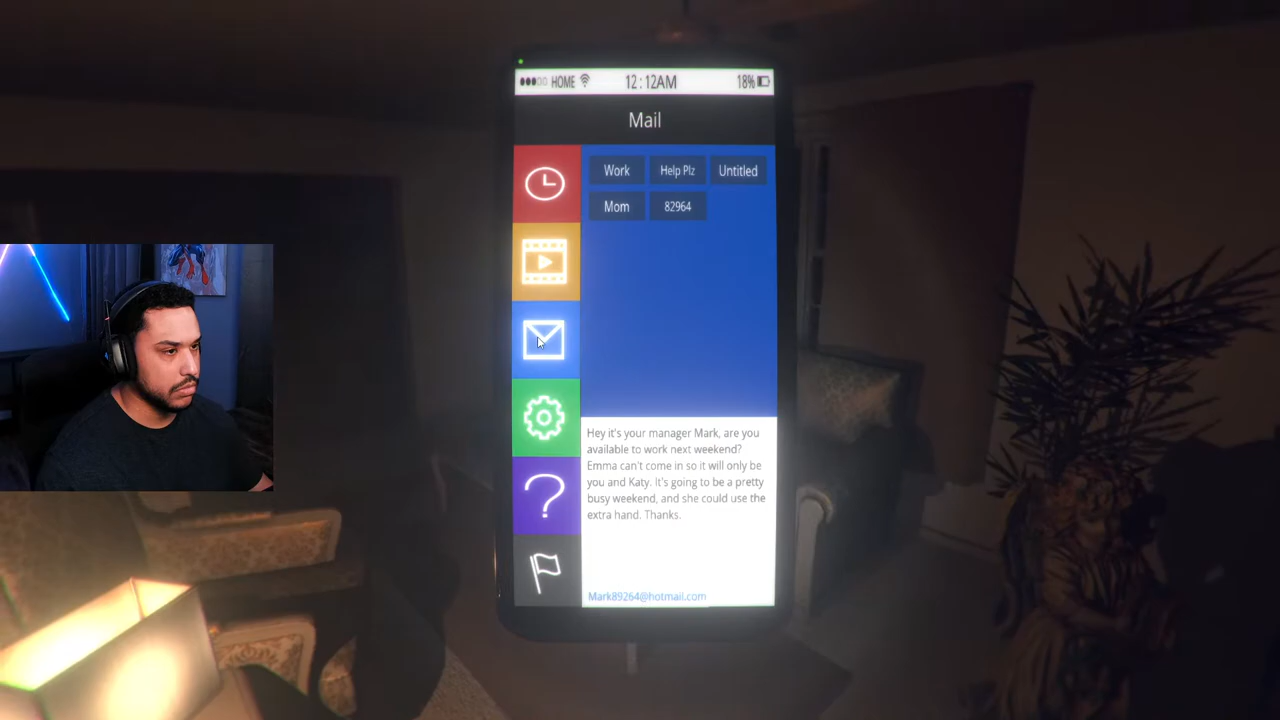 HOME 12:12AM 18%
Mail
Work Help Plz Untitled
Mom 82964
Hey it's your manager Mark, are you
available to work next weekend?
Emma can't come in so it will only be
you and Katy. It's going to be a pretty
busy weekend, and she could use the
extra hand. Thanks.
Mark89264@hotmail.com